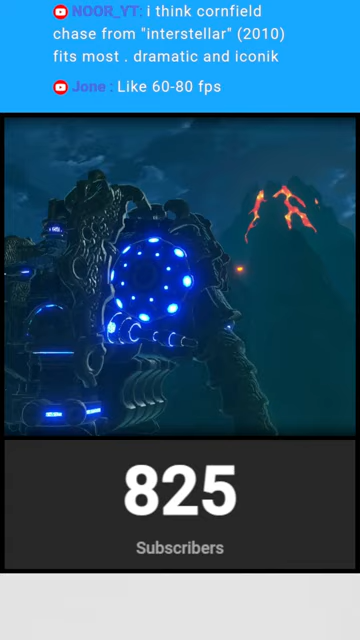 NOOR_YT: i think cornfield
chase from "interstellar" (2010)
fits most . dramatic and iconik
Jone : Like 60-80 fps
825
Subscribers